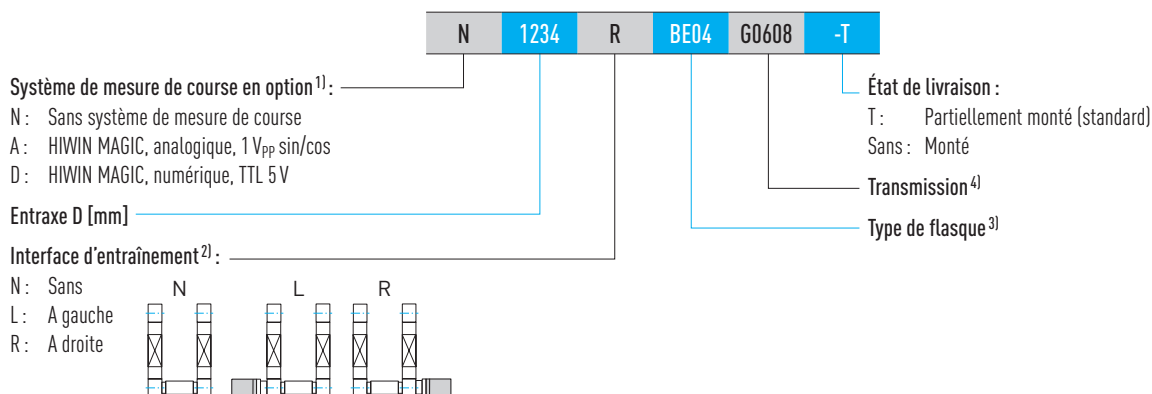 N 1234 R BE04 G0608 -T
Système de mesure de course en option 1) :
N : Sans système de mesure de course
A : HIWIN MAGIC, analogique, 1 VPP sin/cos
D : HIWIN MAGIC, numérique, TTL 5 V
Entraxe D [mm]
Interface d’entraînement 2) :
N : Sans
L : A gauche
R : A droite
N L R
État de livraison :
T : Partiellement monté (standard)
Sans : Monté
Transmission 4)
Type de flasque 3)